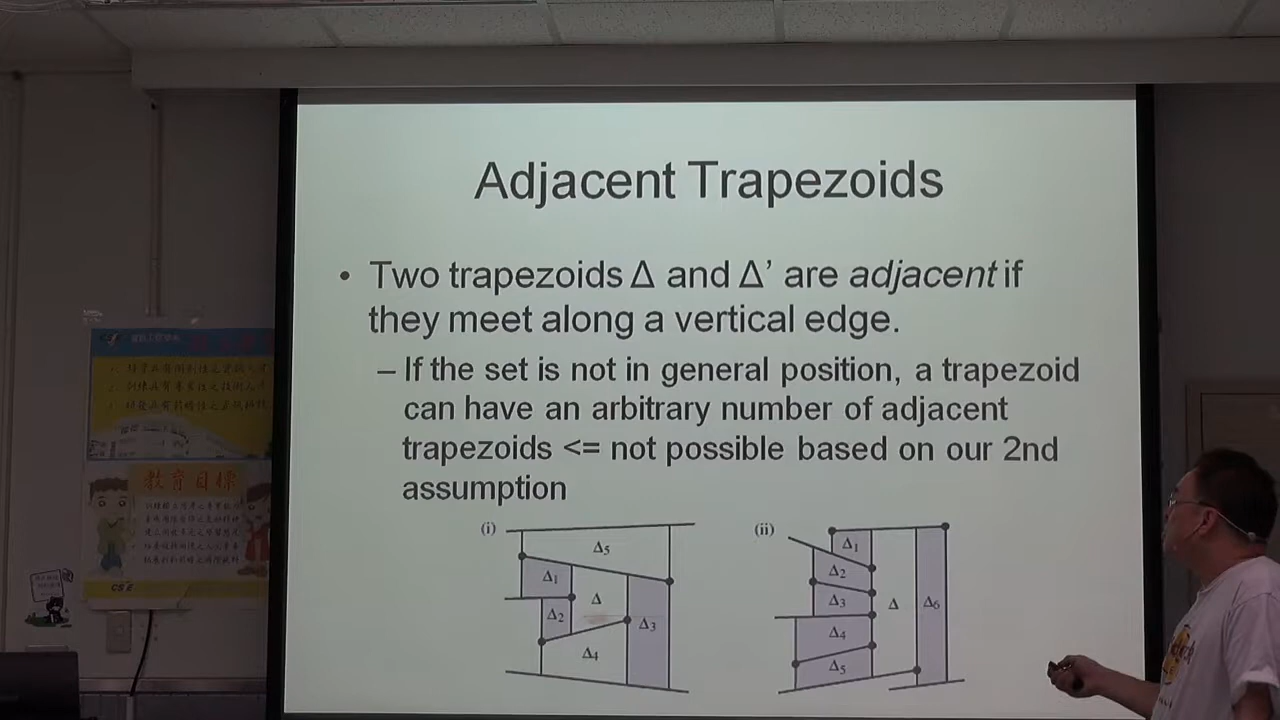 Adjacent Trapezoids
• Two trapezoids Δ and Δ’ are adjacent if
they meet along a vertical edge.
– If the set is not in general position, a trapezoid
can have an arbitrary number of adjacent
trapezoids <= not possible based on our 2nd
assumption
(i)
Δ5
Δ1
Δ
Δ2
Δ3
Δ4
(ii)
Δ1
Δ2
Δ3
Δ
Δ6
Δ4
Δ5
教育目標
CSE